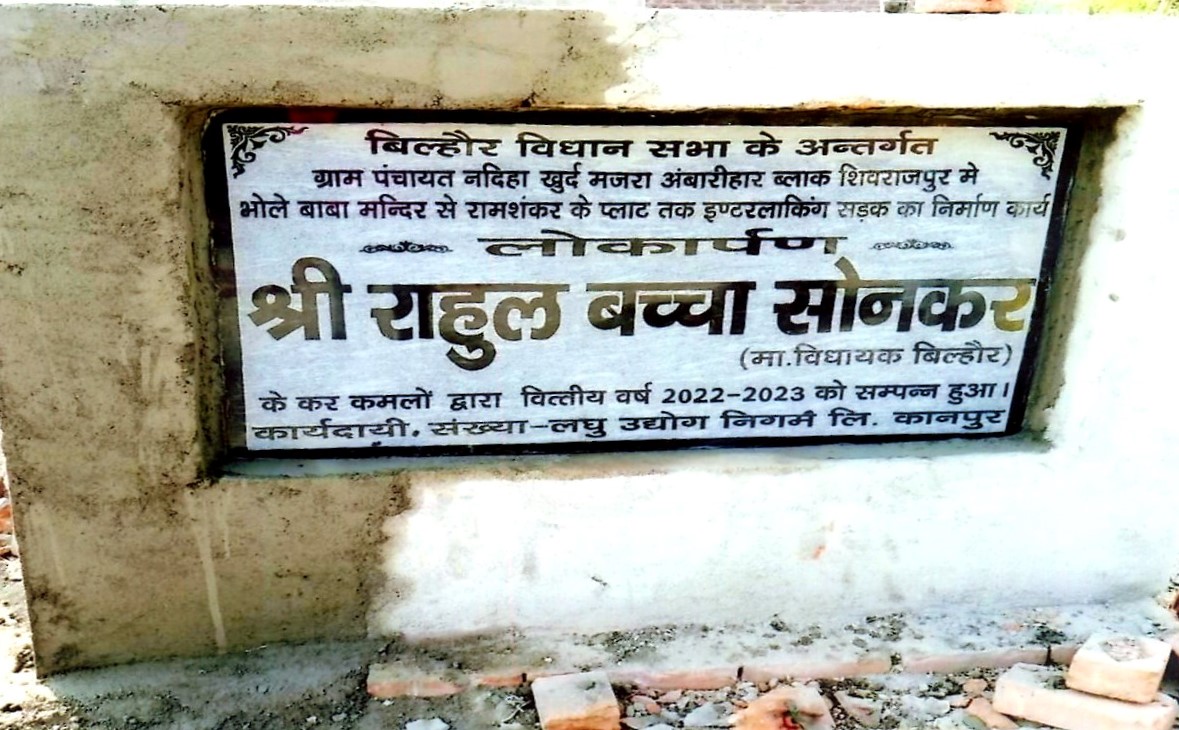 बिल्हौर विधान सभा के अन्तर्गत
ग्राम पंचायत नदिहा खुर्द मजरा अंबारीहार ब्लाक शिवराजपुर मे
भोले बाबा मन्दिर से रामशंकर के प्लाट तक इण्टरलाकिंग सड़क का निर्माण कार्य
लोकार्पण
श्री राहुल बच्चा सोनकर
(मा.विधायक बिल्हौर)
के कर कमलों द्वारा वित्तीय वर्ष 2022-2023 को सम्पन्न हुआ।
कार्यदायी, संख्या-लघु उद्योग निगम लि. कानपुर